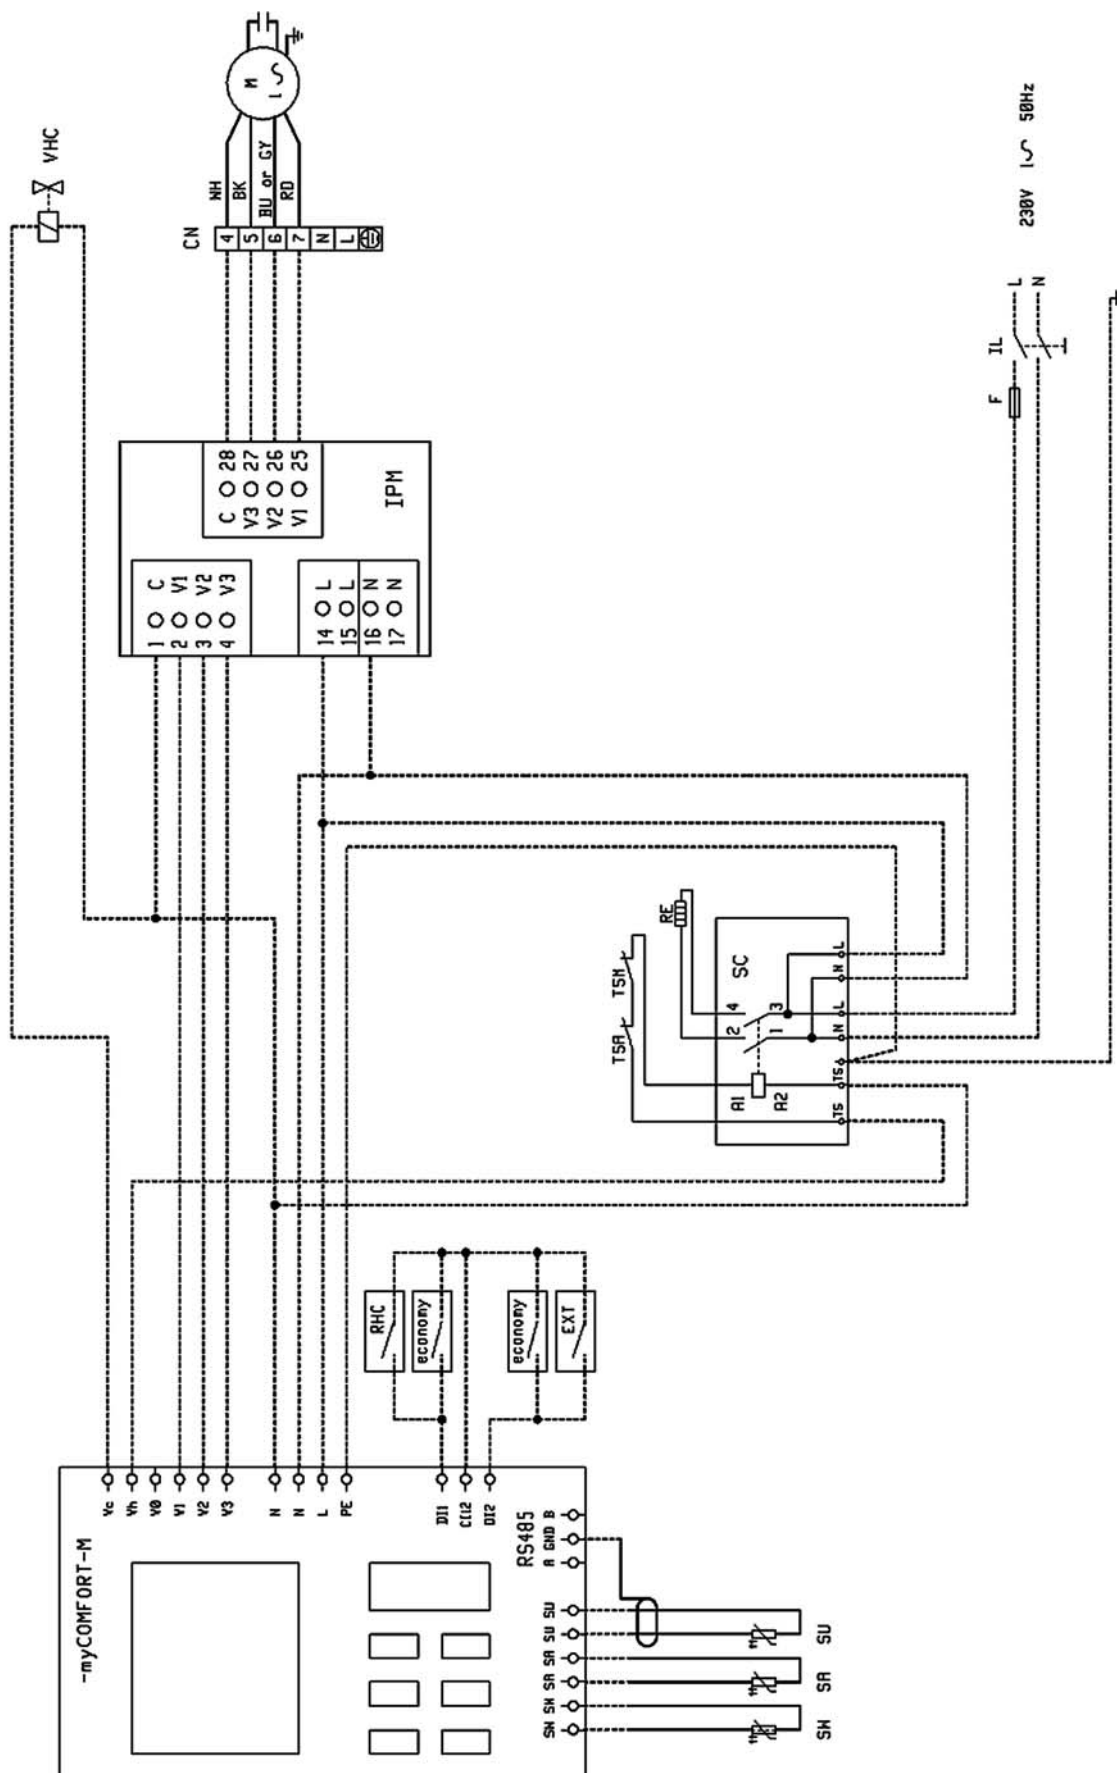 VHC
M
1
WH
BK
BU or GY
RD
CN
4
5
6
7
N
L
230V 1 50Hz
L
N
IL
F
C 28
V3 27
V2 26
V1 25
IPM
1 C
2 V1
3 V2
4 V3
14 L
15 L
16 N
17 N
RE
TSM
TSA
SC
4
3
2
1
A1
A2
L
N
L
N
TS
TS
RHC
economy
economy
EXT
-myCOMFORT-M
Vc
Vh
V0
V1
V2
V3
N
N
L
PE
DI1
CI12
DI2
RS485
B
GND
A
SU
SU
SA
SA
SW
SW
SU
SA
SW